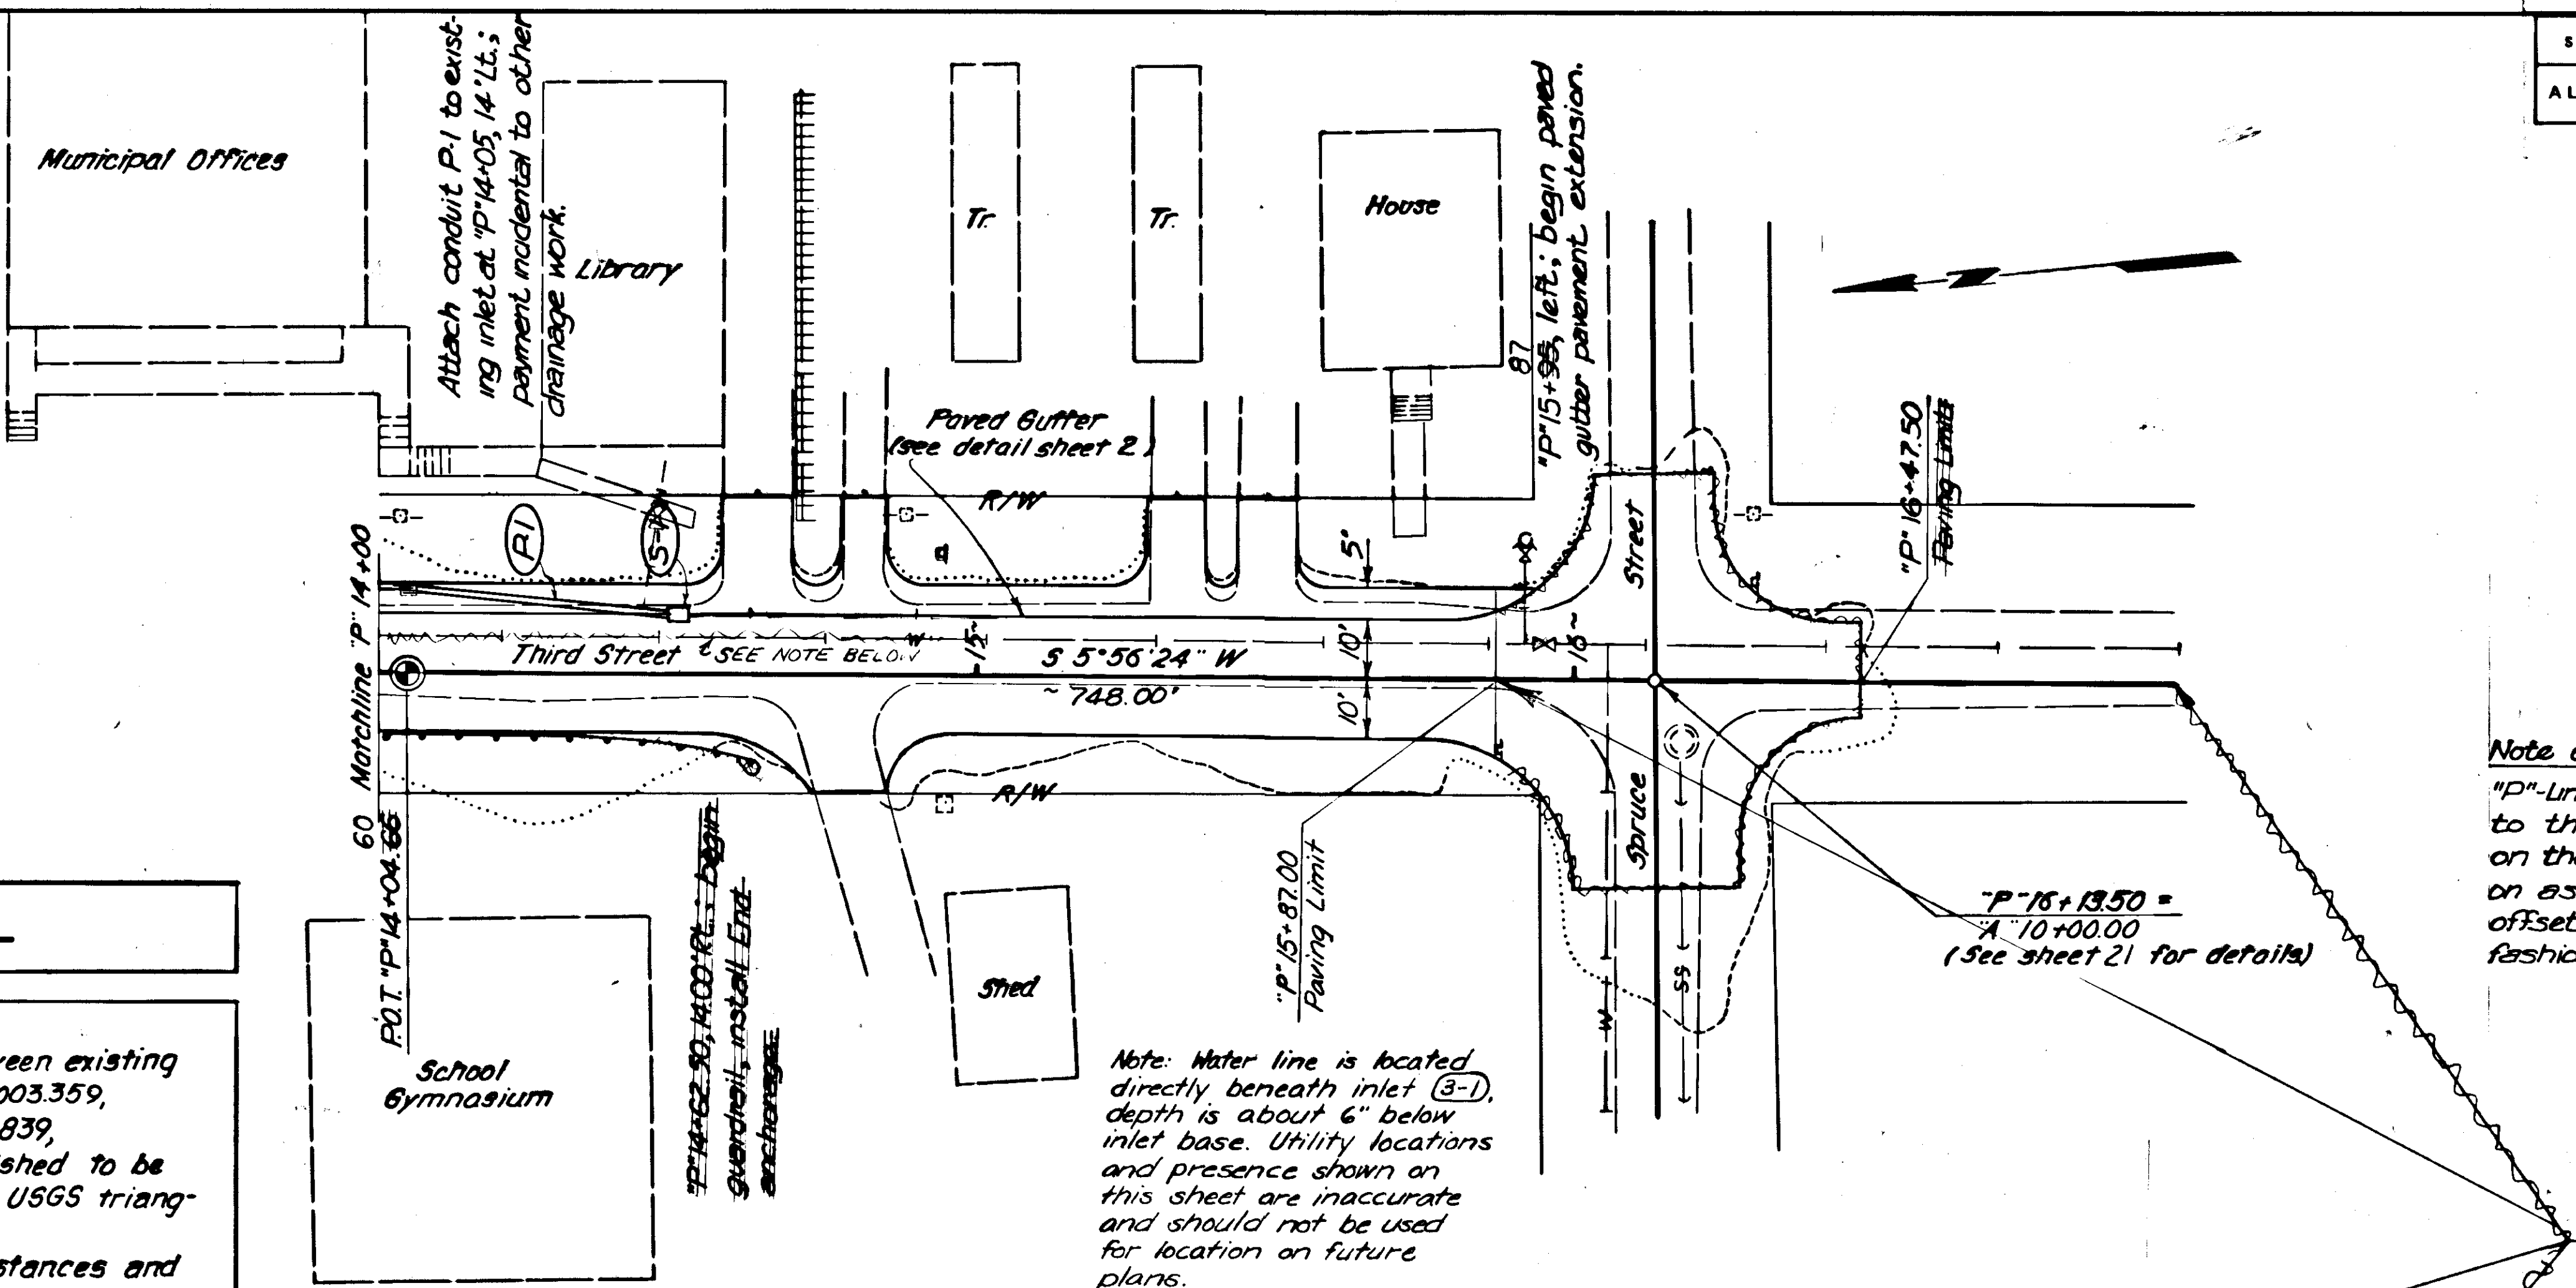 Municipal Offices
Attach conduit P-1 to exist-
ing inlet at "P" 14+05, 14' Lt.;
payment incidental to other
drainage work.
Library
Tr.
Tr.
House
87
"P" 15+95, left; begin paved
gutter pavement extension.
Paved Gutter
(see detail sheet 2)
R/W
P-1
5'
Street
"P" 16+47.50
Paving Limits
Matchline "P" 14+00
W
Third Street
SEE NOTE BELOW
15
S 5°56'24" W
~ 748.00'
10'
10'
16
R/W
60
P.O.T. "P" 14+04.66
"P" 14+62.50, 14.00' Rt.; begin
guardrail, install End
anchorage.
Shed
School
Gymnasium
"P" 15+87.00
Paving Limit
Spruce
W
SS
"P" 16+13.50 =
"A" 10+00.00
(See sheet 21 for details)
Note: Water line is located
directly beneath inlet 3-1,
depth is about 6" below
inlet base. Utility locations
and presence shown on
this sheet are inaccurate
and should not be used
for location on future
plans.
Note
"P"-Lin
to th
on th
on as
offset
fashio
een existing
003.359,
839,
shed to be
USGS triang-
stances and
S
AL